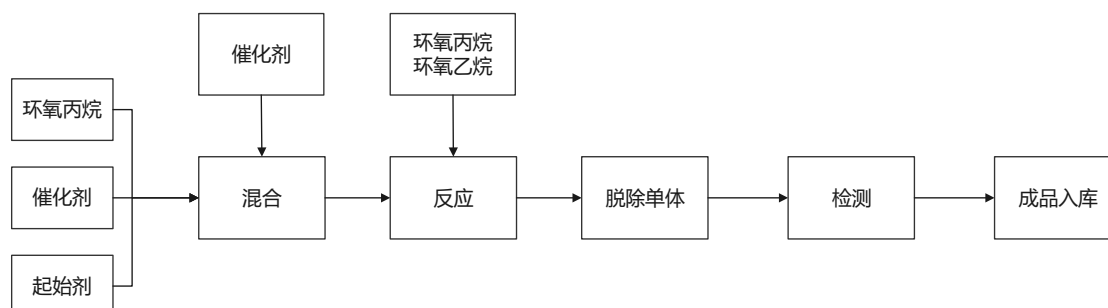 催化剂
环氧丙烷
环氧乙烷
环氧丙烷
催化剂
起始剂
混合
反应
脱除单体
检测
成品入库